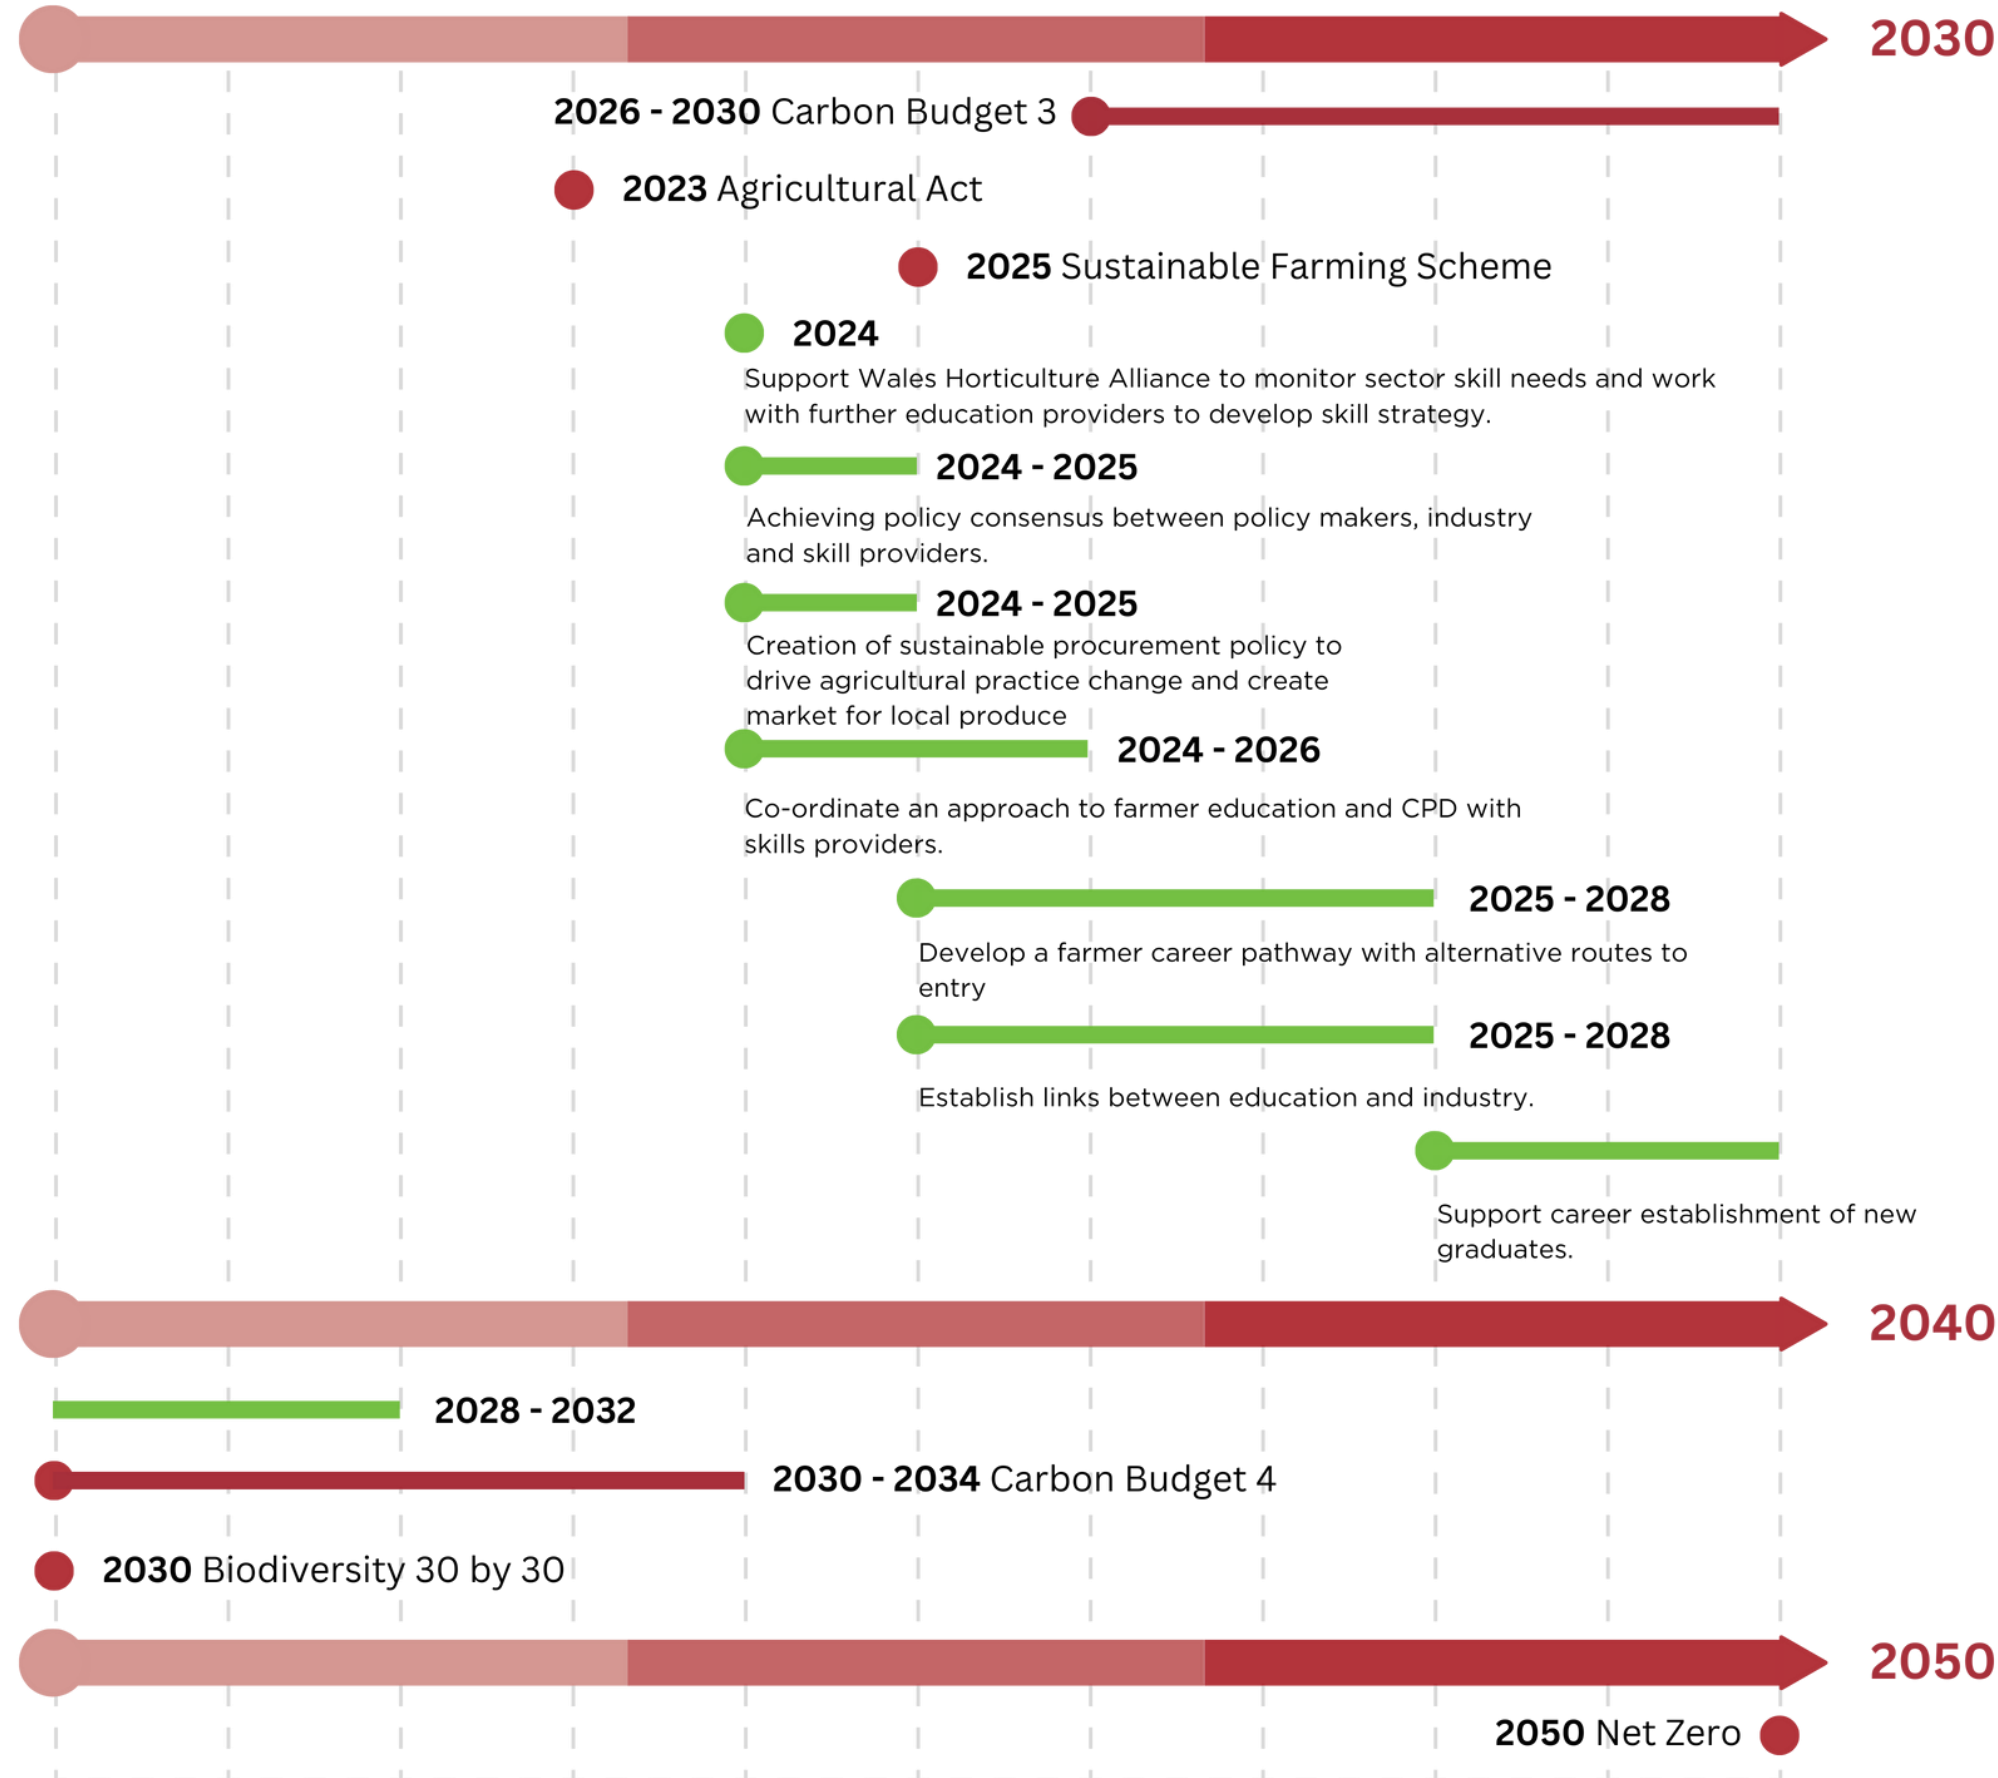 2030
2026 - 2030 Carbon Budget 3
2023 Agricultural Act
2025 Sustainable Farming Scheme
2024
Support Wales Horticulture Alliance to monitor sector skill needs and work
with further education providers to develop skill strategy.
2024 - 2025
Achieving policy consensus between policy makers, industry
and skill providers.
2024 - 2025
Creation of sustainable procurement policy to
drive agricultural practice change and create
market for local produce
2024 - 2026
Co-ordinate an approach to farmer education and CPD with
skills providers.
2025 - 2028
Develop a farmer career pathway with alternative routes to
entry
2025 - 2028
Establish links between education and industry.
Support career establishment of new
graduates.
2040
2028 - 2032
2030 - 2034 Carbon Budget 4
2030 Biodiversity 30 by 30
2050
2050 Net Zero